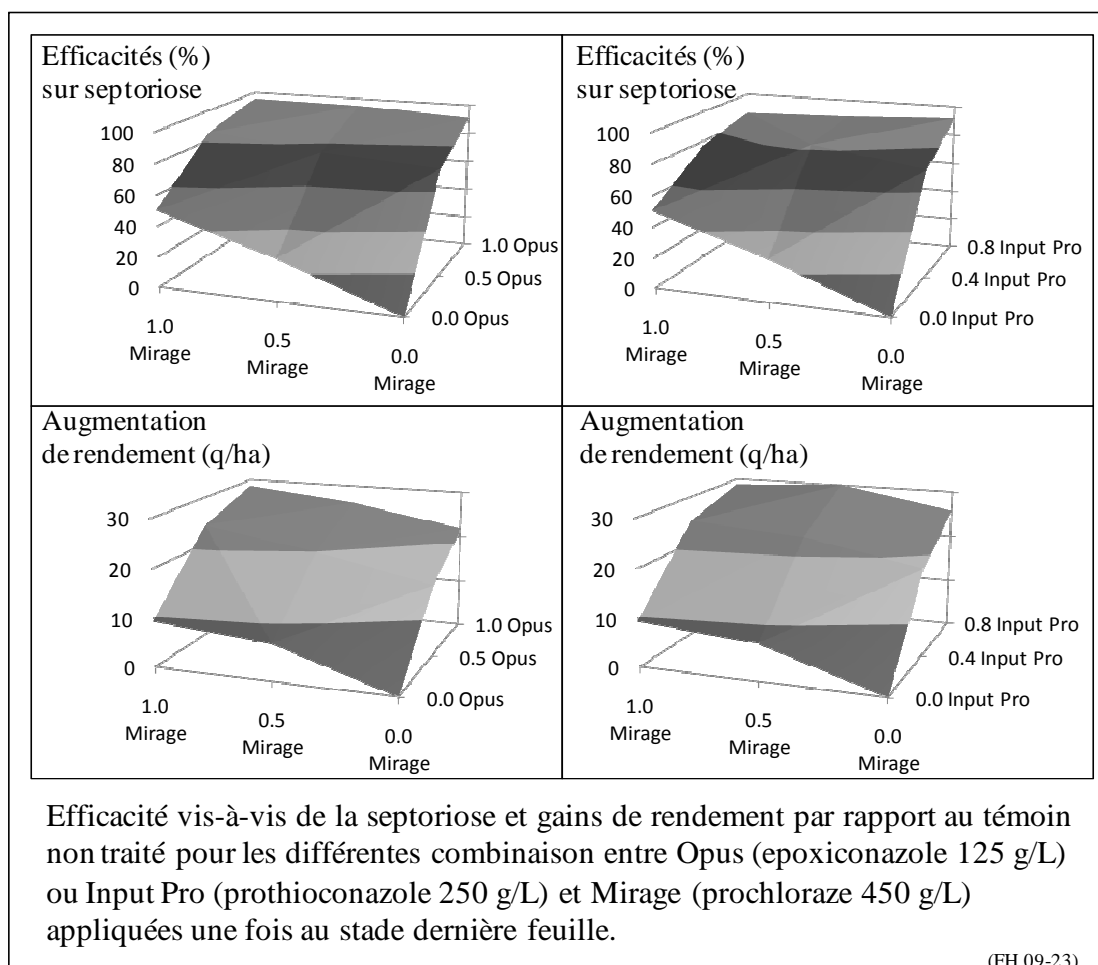 Efficacités (%)
sur septoriose
100
80
60
40
20
0
1.0
Mirage
0.5
Mirage
0.0
Mirage
1.0 Opus
0.5 Opus
0.0 Opus
Efficacités (%)
sur septoriose
100
80
60
40
20
0
1.0
Mirage
0.5
Mirage
0.0
Mirage
0.8 Input Pro
0.4 Input Pro
0.0 Input Pro
Augmentation
de rendement (q/ha)
30
20
10
0
1.0
Mirage
0.5
Mirage
0.0
Mirage
1.0 Opus
0.5 Opus
0.0 Opus
Augmentation
de rendement (q/ha)
30
20
10
0
1.0
Mirage
0.5
Mirage
0.0
Mirage
0.8 Input Pro
0.4 Input Pro
0.0 Input Pro
Efficacité vis-à-vis de la septoriose et gains de rendement par rapport au témoin
non traité pour les différentes combinaison entre Opus (epoxiconazole 125 g/L)
ou Input Pro (prothioconazole 250 g/L) et Mirage (prochloraze 450 g/L)
appliquées une fois au stade dernière feuille.
(FH 09-23)